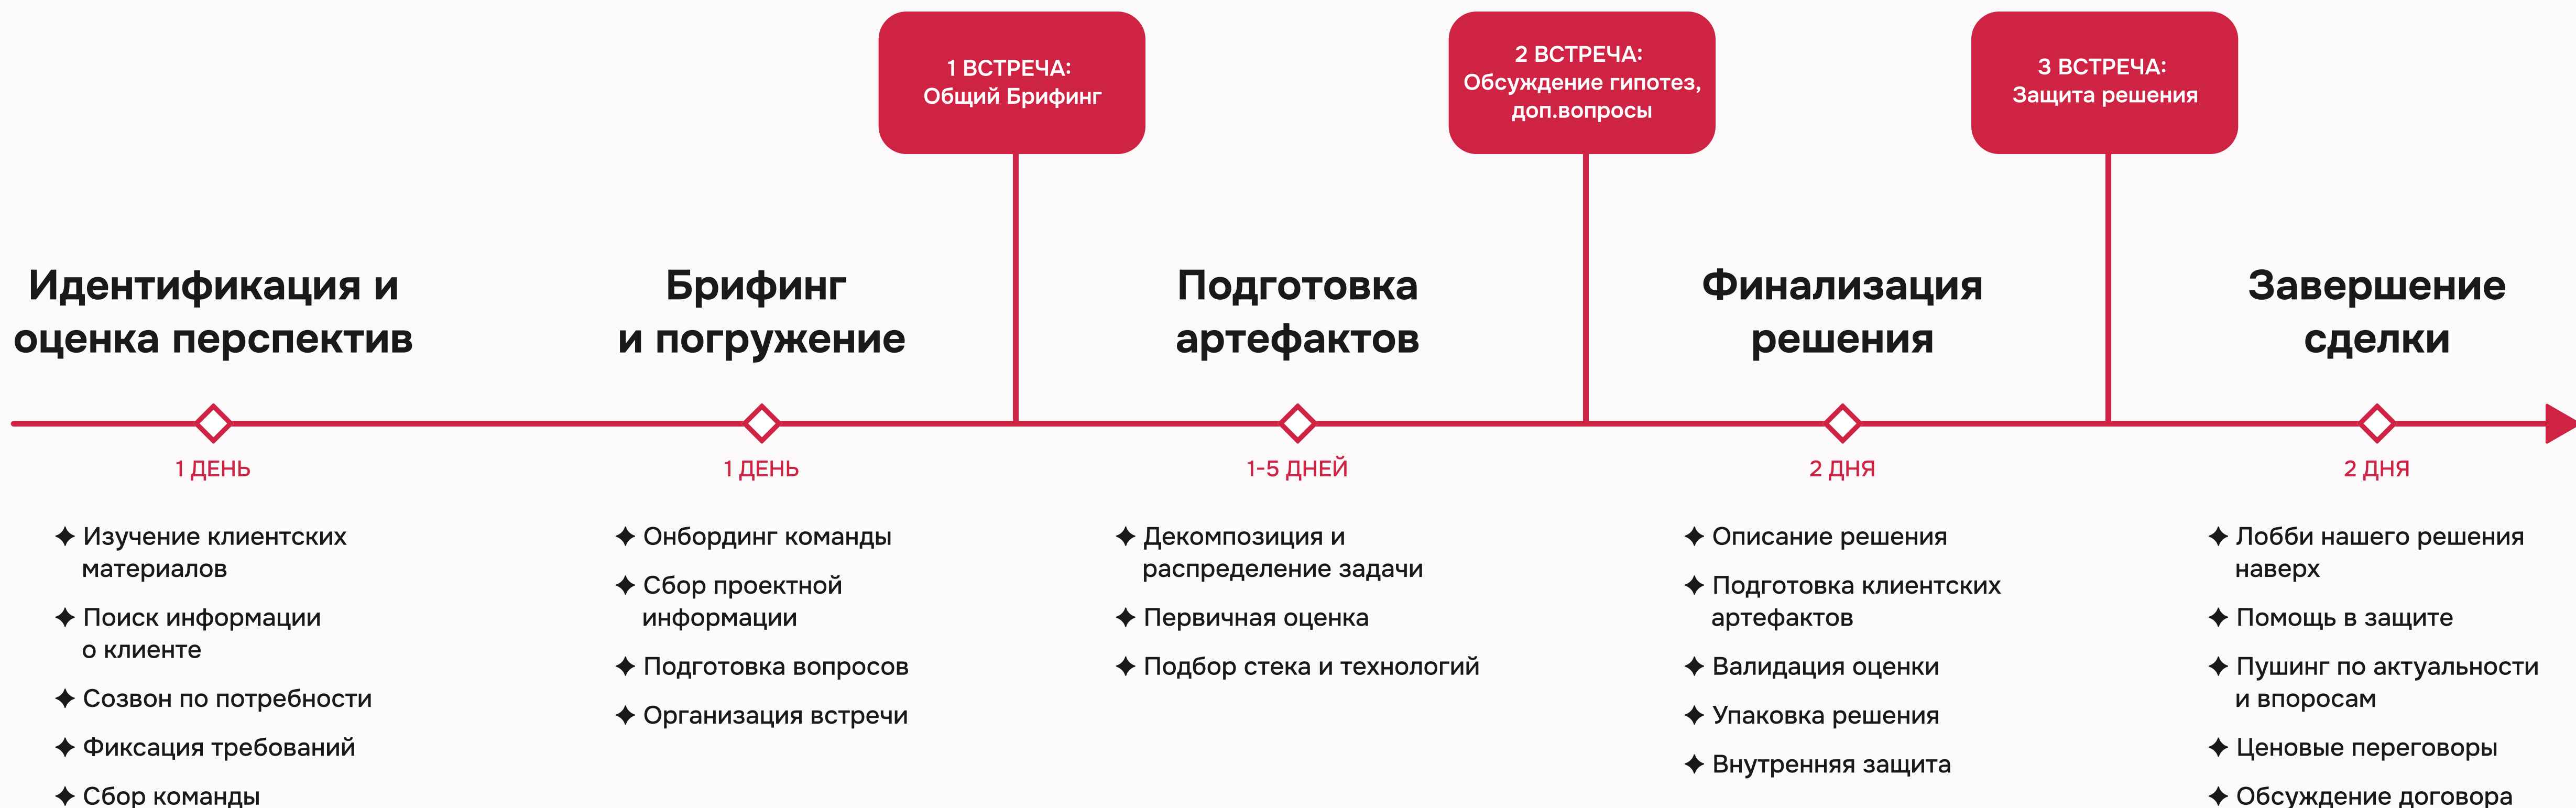 1 ВСТРЕЧА:
Общий Брифинг
2 ВСТРЕЧА:
Обсуждение гипотез,
доп.вопросы
3 ВСТРЕЧА:
Защита решения
Идентификация и
оценка перспектив
Брифинг
и погружение
Подготовка
артефактов
Финализация
решения
Завершение
сделки
1 ДЕНЬ
1 ДЕНЬ
1-5 ДНЕЙ
2 ДНЯ
2 ДНЯ
Изучение клиентских
материалов
Поиск информации
о клиенте
Созвон по потребности
Фиксация требований
Сбор команды
Онбординг команды
Сбор проектной
информации
Подготовка вопросов
Организация встречи
Декомпозиция и
распределение задачи
Первичная оценка
Подбор стека и технологий
Описание решения
Подготовка клиентских
артефактов
Валидация оценки
Упаковка решения
Внутренняя защита
Лобби нашего решения
наверх
Помощь в защите
Пушинг по актуальности
и впоросам
Ценовые переговоры
Обсуждение договора